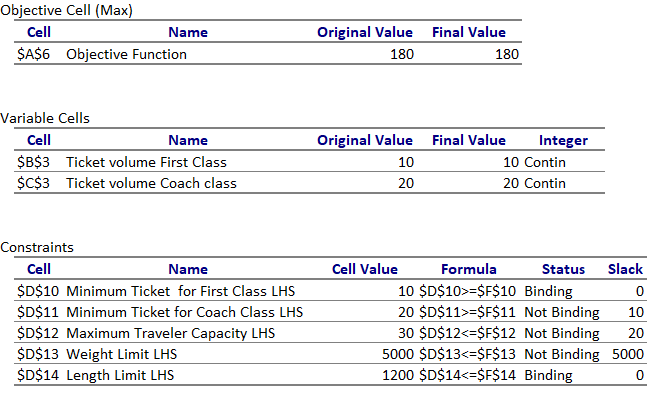 Objective Cell (Max)
Cell Name Original Value Final Value
$A$6 Objective Function 180 180
Variable Cells
Cell Name Original Value Final Value Integer
$B$3 Ticket volume First Class 10 10 Contin
$C$3 Ticket volume Coach class 20 20 Contin
Constraints
Cell Name Cell Value Formula Status Slack
$D$10 Minimum Ticket for First Class LHS 10 $D$10>=$F$10 Binding 0
$D$11 Minimum Ticket for Coach Class LHS 20 $D$11>=$F$11 Not Binding 10
$D$12 Maximum Traveler Capacity LHS 30 $D$12<=$F$12 Not Binding 20
$D$13 Weight Limit LHS 5000 $D$13<=$F$13 Not Binding 5000
$D$14 Length Limit LHS 1200 $D$14<=$F$14 Binding 0